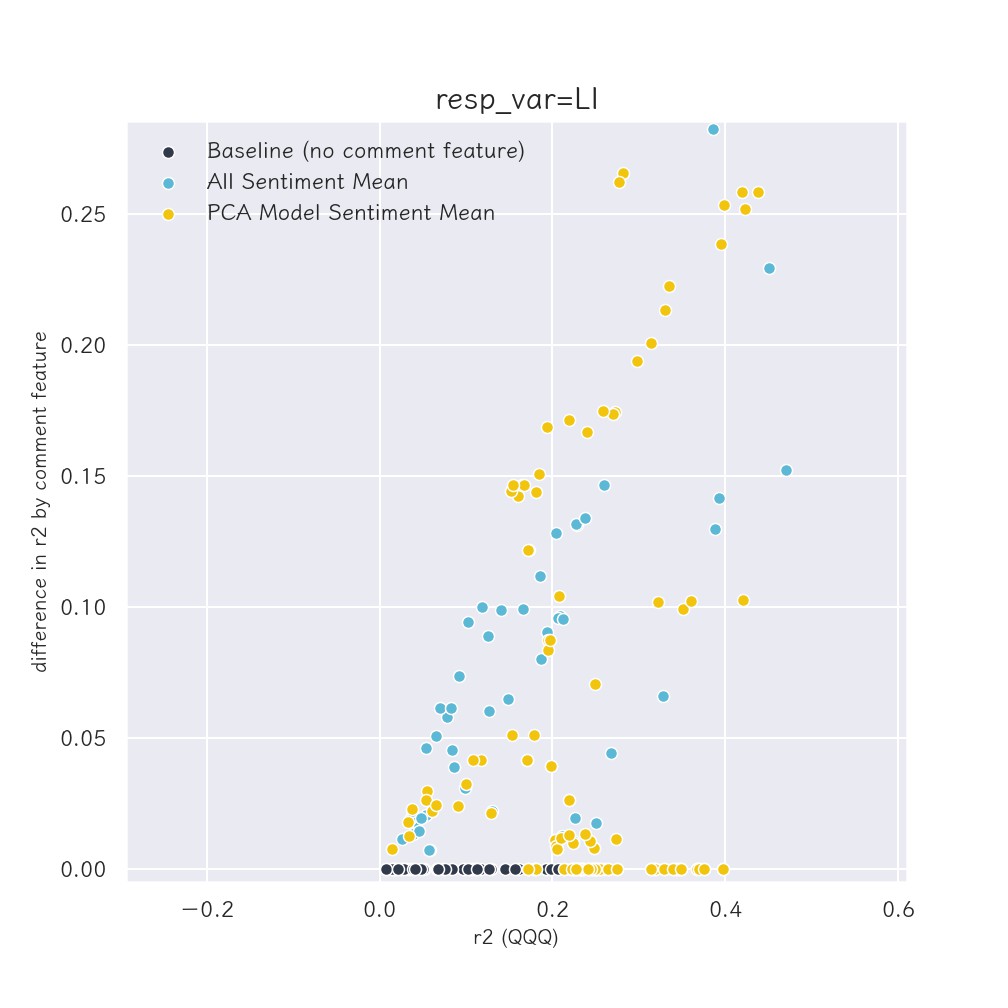 resp_var=LI
Baseline (no comment feature)
All Sentiment Mean
PCA Model Sentiment Mean
difference in r2 by comment feature
0.25
0.20
0.15
0.10
0.05
0.00
−0.2 0.0 0.2 0.4 0.6
r2 (QQQ)